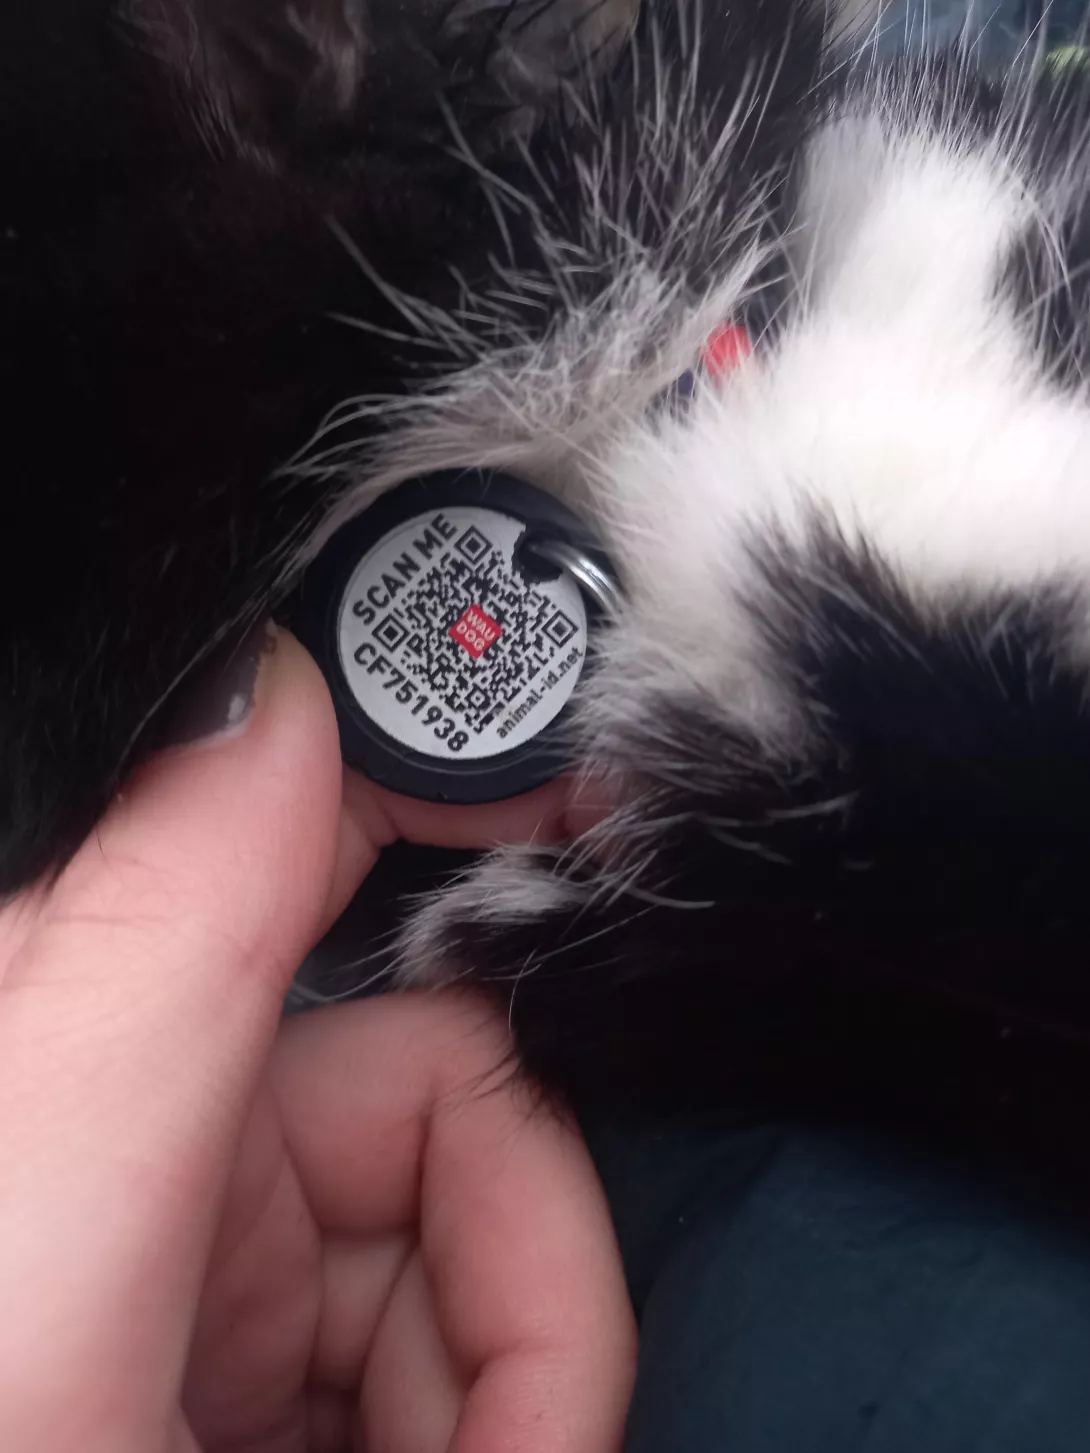 SCAN ME
WAU
DOG
CF751938
animal-id.net